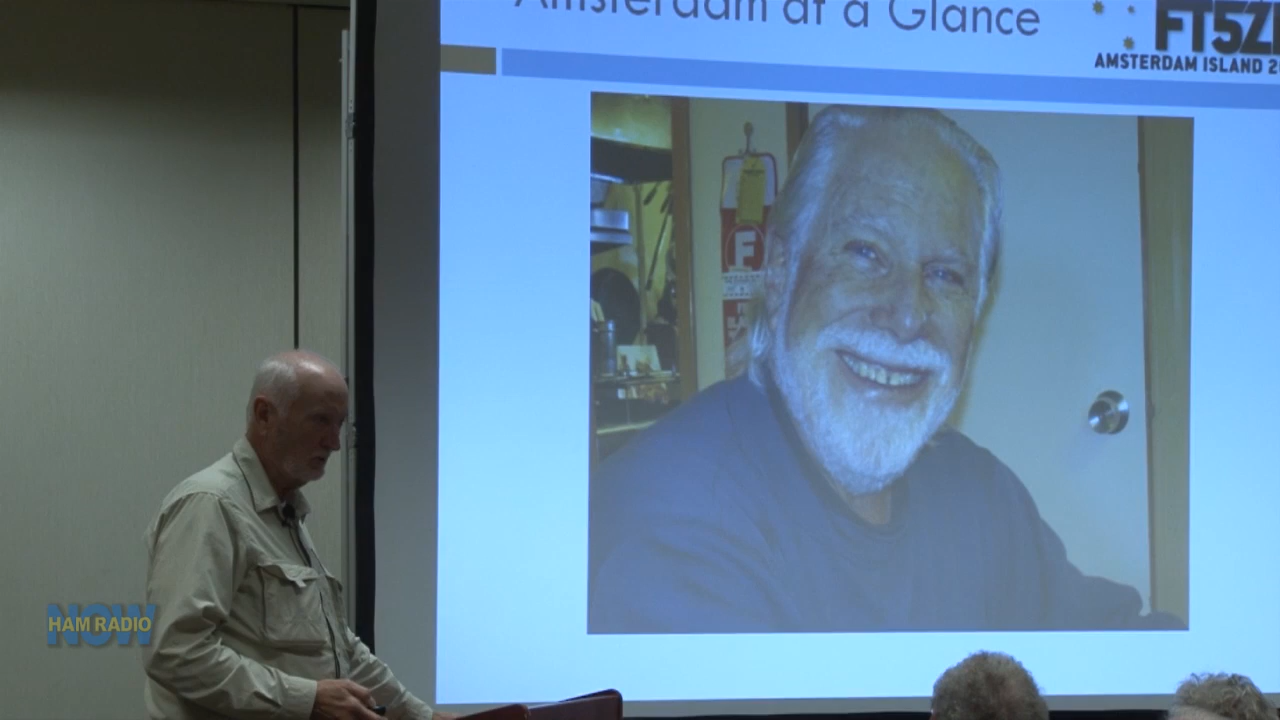 Amsterdam at a Glance
FT5Z
AMSTERDAM ISLAND 2
F
HAM RADIO
NOW